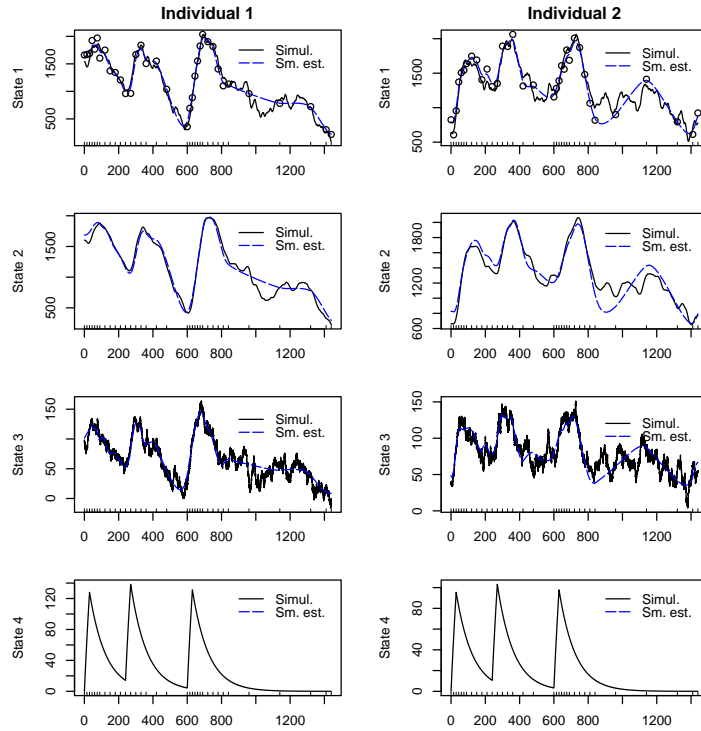 Individual 1
State 1
500
1500
Simul.
Sm. est.
0 200 400 600 800 1200
State 2
500
1500
Simul.
Sm. est.
0 200 400 600 800 1200
State 3
0 50 100 150
Simul.
Sm. est.
0 200 400 600 800 1200
State 4
0 40 80 120
Simul.
Sm. est.
0 200 400 600 800 1200
Individual 2
State 1
500
1500
Simul.
Sm. est.
0 200 400 600 800 1200
State 2
600 1200 1800
Simul.
Sm. est.
0 200 400 600 800 1200
State 3
0 50 100 150
Simul.
Sm. est.
0 200 400 600 800 1200
State 4
0 40 80
Simul.
Sm. est.
0 200 400 600 800 1200